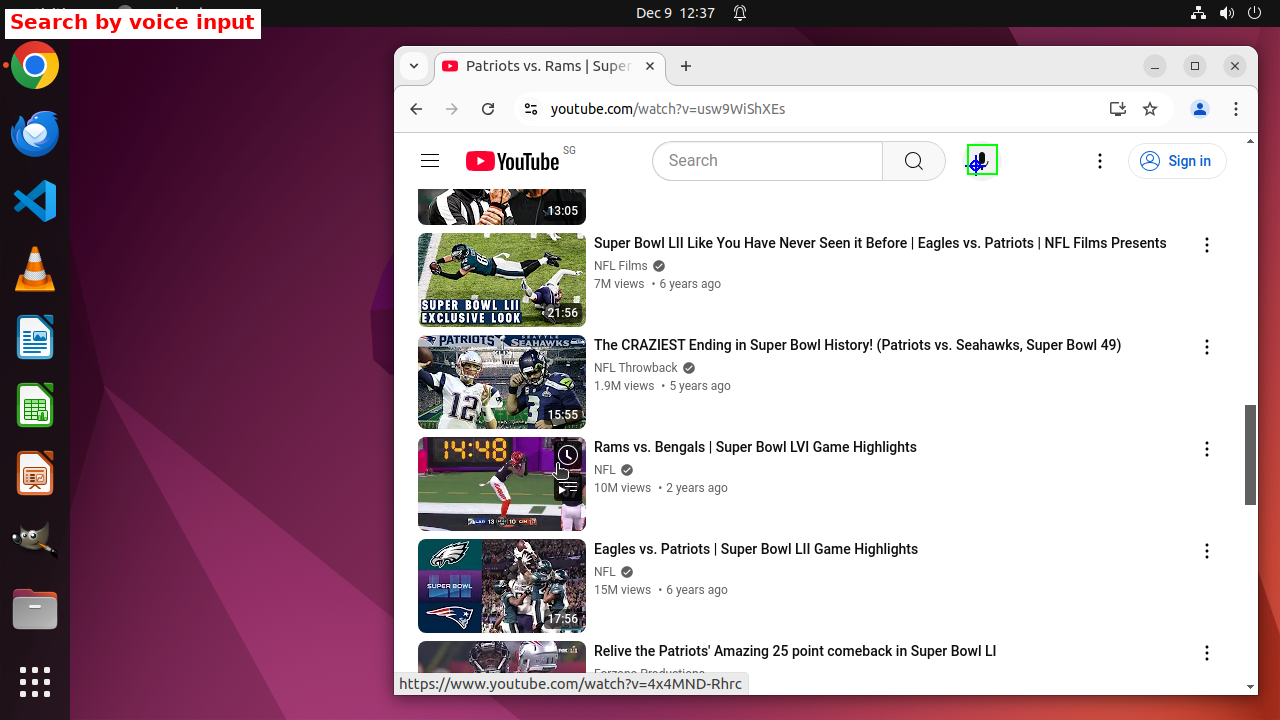 Search by voice input
Dec 9 12:37
Patriots vs. Rams | Super
youtube.com/watch?v=usw9WiShXEs
YouTube SG
Search
Sign in
13:05
Super Bowl LII Like You Have Never Seen it Before | Eagles vs. Patriots | NFL Films Presents
NFL Films
7M views • 6 years ago
SUPER BOWL LII
EXCLUSIVE LOOK
21:56
The CRAZIEST Ending in Super Bowl History! (Patriots vs. Seahawks, Super Bowl 49)
NFL Throwback
1.9M views • 5 years ago
PATRIOTS
SEATTLE
SEAHAWKS
15:55
Rams vs. Bengals | Super Bowl LVI Game Highlights
NFL
10M views • 2 years ago
14:48
Eagles vs. Patriots | Super Bowl LII Game Highlights
NFL
15M views • 6 years ago
SUPER BOWL
17:56
Relive the Patriots' Amazing 25 point comeback in Super Bowl LI
https://www.youtube.com/watch?v=4x4MND-Rhrc